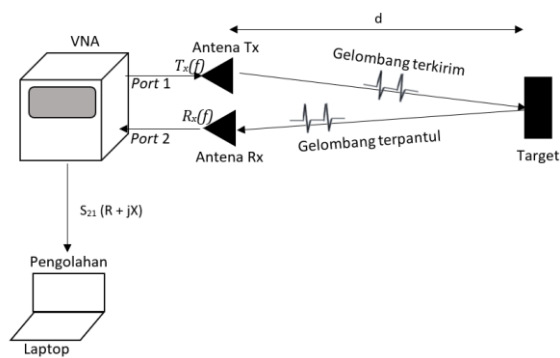 d
VNA
Antena Tx
Tx(f)
Port 1
Gelombang terkirim
Rx(f)
Port 2
Gelombang terpantul
Antena Rx
Target
S21 (R + jX)
Pengolahan
Laptop